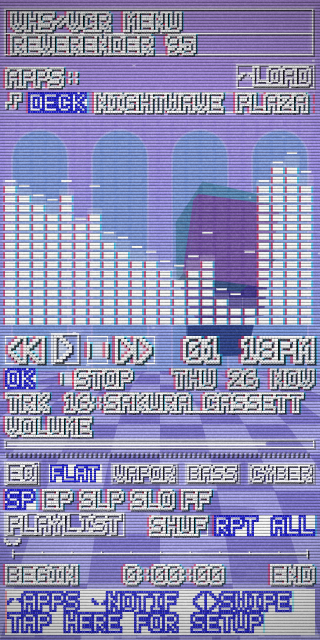 VHS/VCR MENU
REWERENDER '95
APPS:: LOAD
DECK NIGHTWAVE PLAZA
01 18PM
OK STOP THU 26 NOV
TRK 16:SAKURA CASSETT
VOLUME
EQ FLAT VAPOR BASS CYBER
SP EP SLP SLO FF
PLAYLIST SHUF RPT ALL
BEGIN 0:00:00 END
APPS NOTIF SWIPE
TAP HERE FOR SETUP